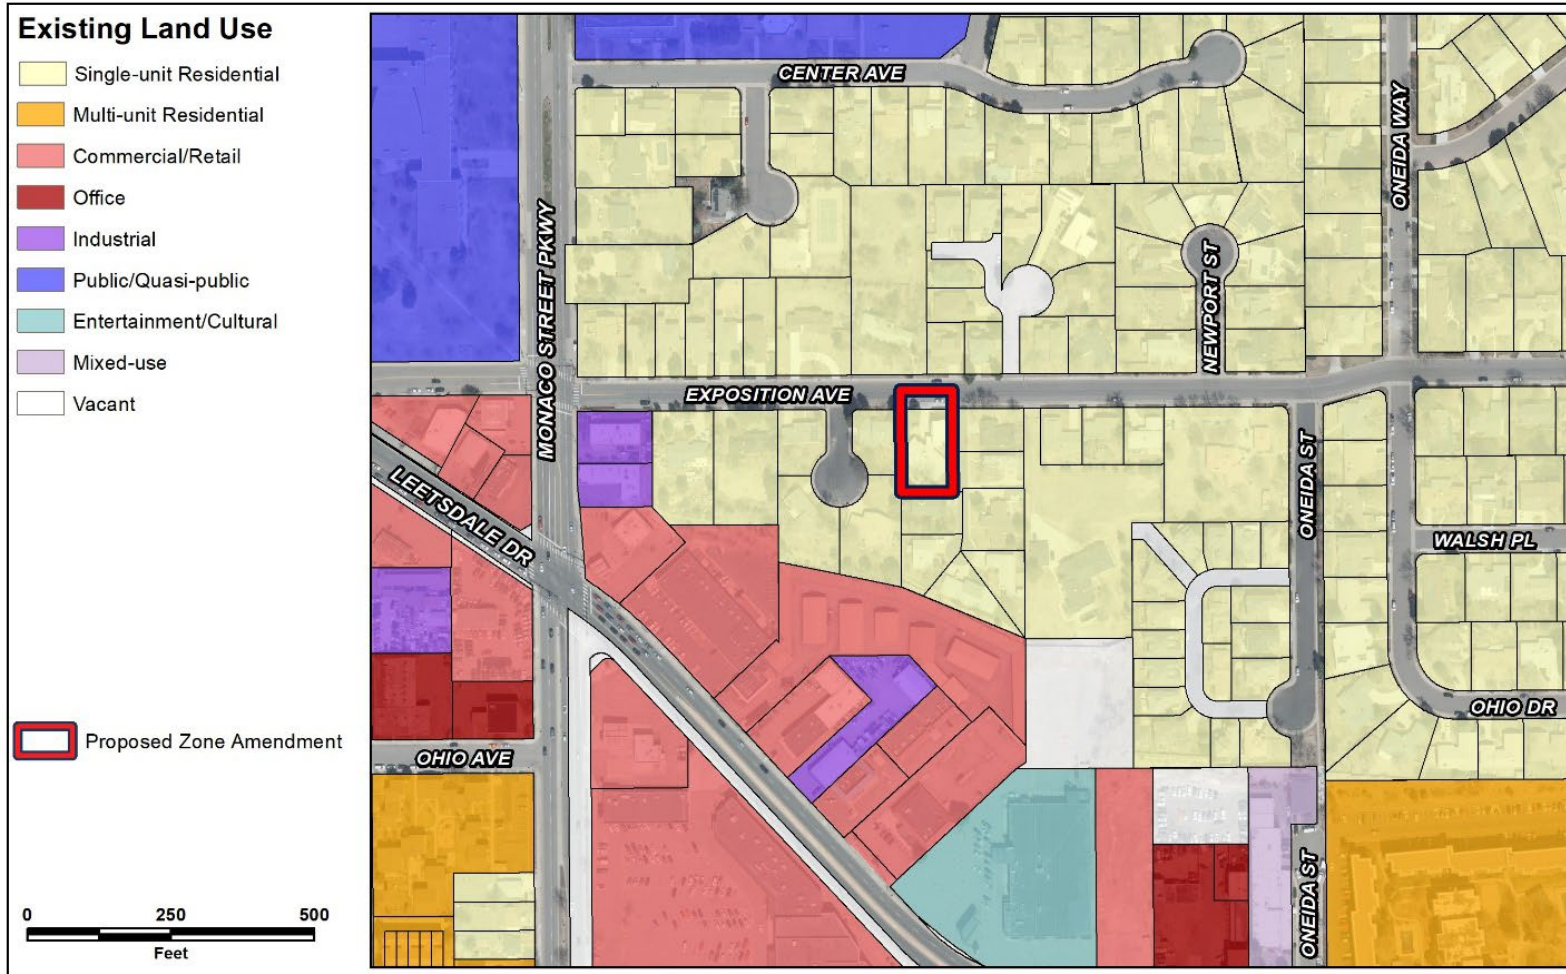 Existing Land Use
Single-unit Residential
Multi-unit Residential
Commercial/Retail
Office
Industrial
Public/Quasi-public
Entertainment/Cultural
Mixed-use
Vacant
Proposed Zone Amendment
0 250 500
Feet
CENTER AVE
ONEIDA WAY
MONACO STREET PKWY
NEWPORT ST
EXPOSITION AVE
LEETSDALE DR
ONEIDA ST
WALSH PL
OHIO DR
OHIO AVE
ONEIDA ST